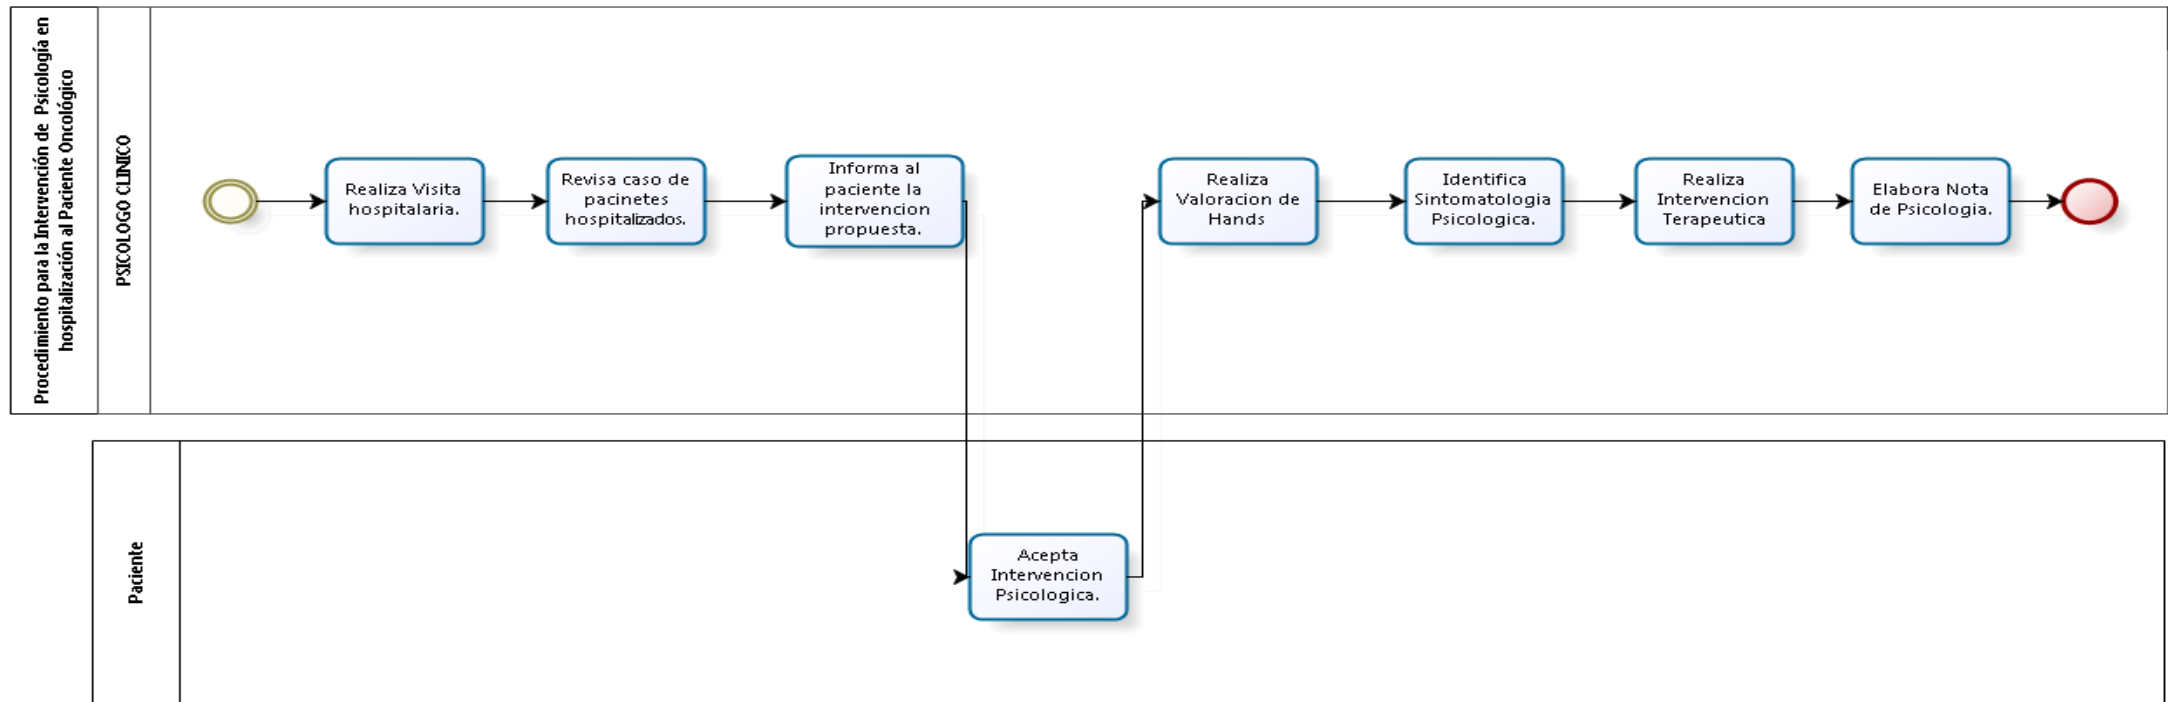 Procedimiento para la Intervención de Psicología en
hospitalización al Paciente Oncológico
PSICOLOGO CLINICO
Realiza Visita
hospitalaria.
Revisa caso de
pacinetes
hospitalizados.
Informa al
paciente la
intervencion
propuesta.
Realiza
Valoracion de
Hands
Identifica
Sintomatologia
Psicologica.
Realiza
Intervencion
Terapeutica
Elabora Nota
de Psicologia.
Paciente
Acepta
Intervencion
Psicologica.